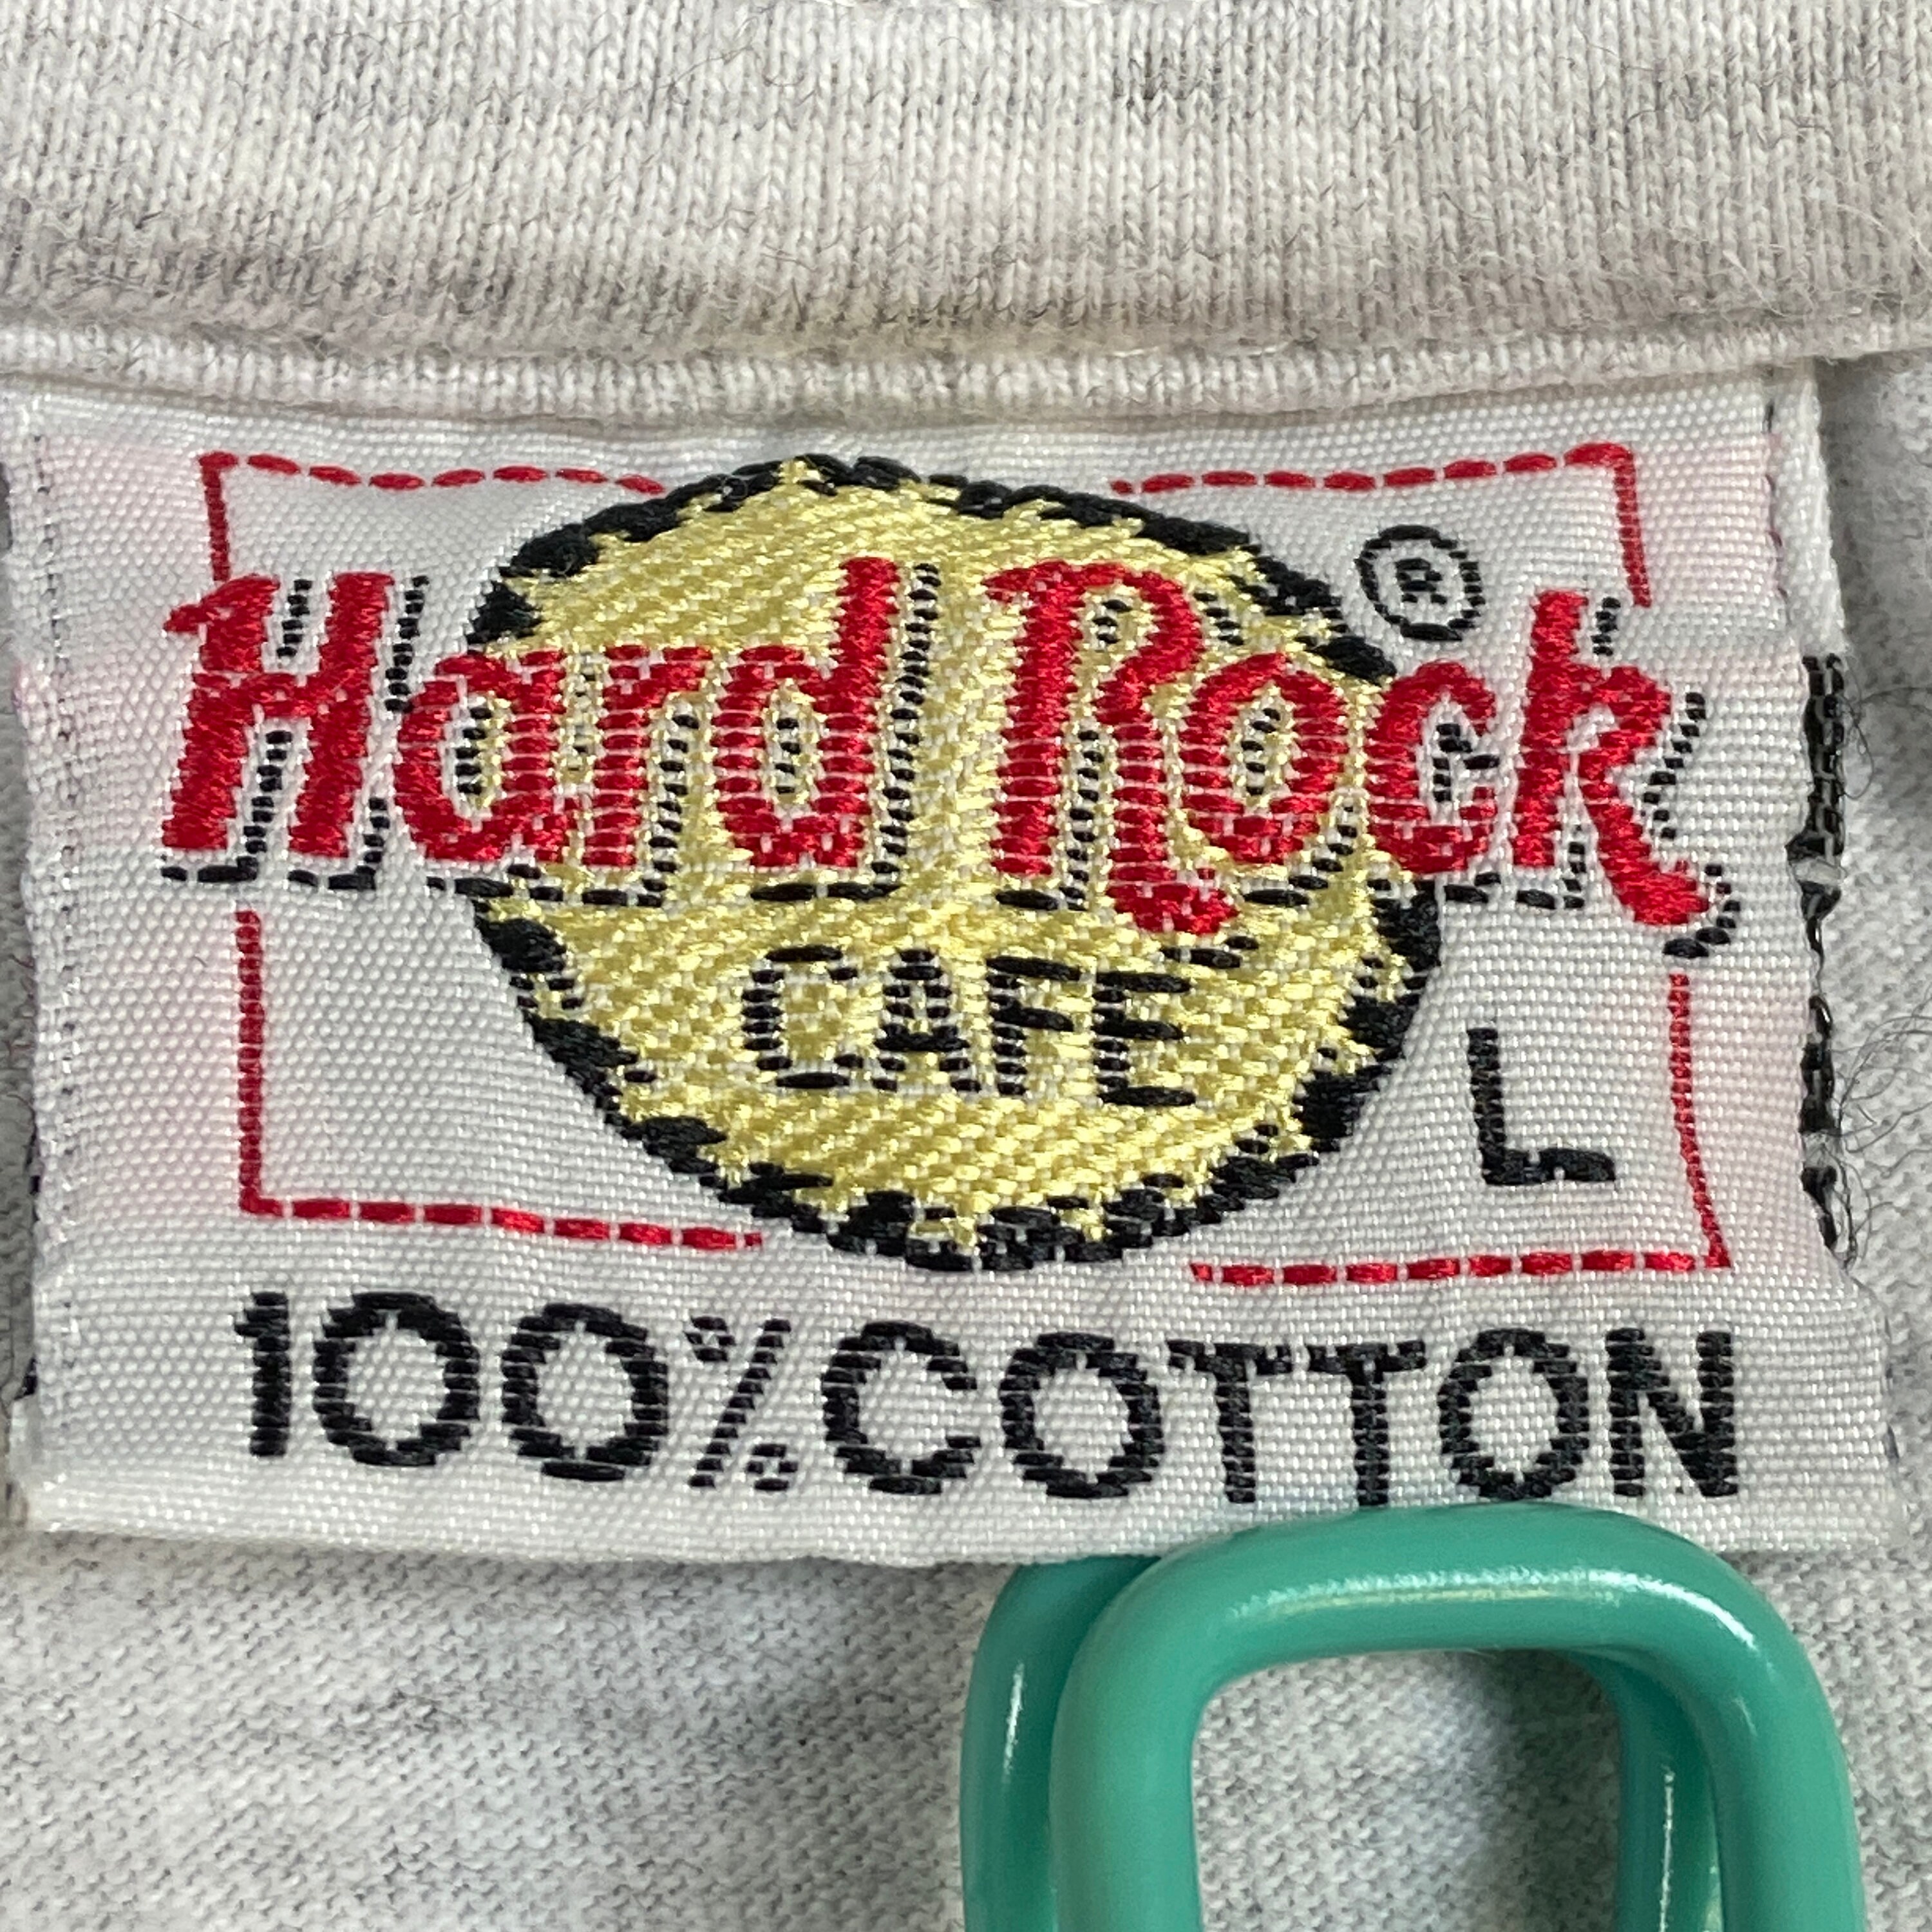 Hard Rock ®
CAFE
L
100% COTTON